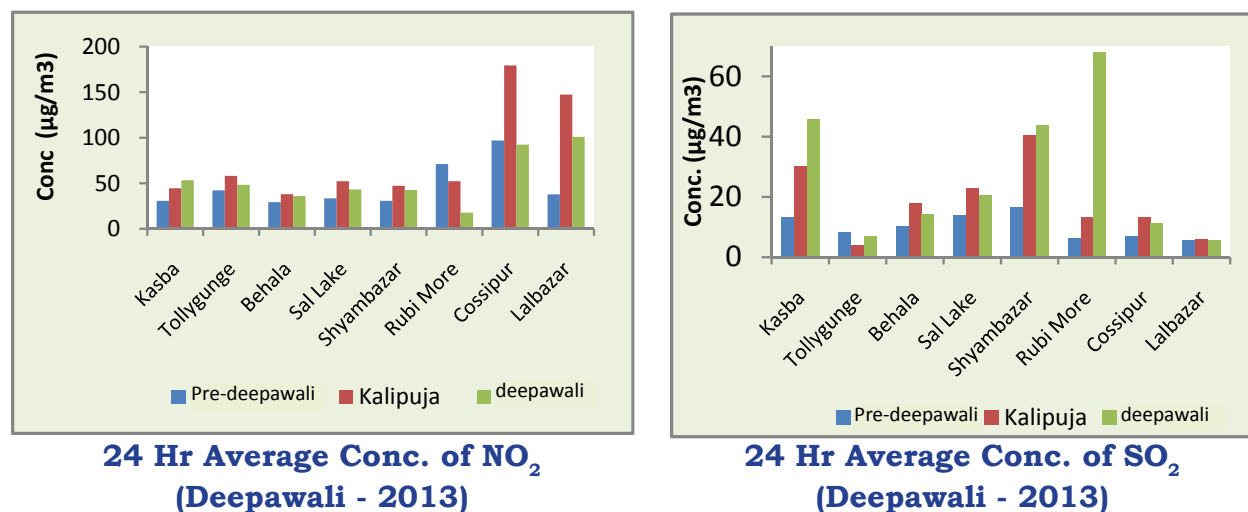 200
150
100
50
0
Conc (µg/m3)
Kasba
Tollygunge
Behala
Sal Lake
Shyambazar
Rubi More
Cossipur
Lalbazar
Pre-deepawali Kalipuja deepawali
24 Hr Average Conc. of NO₂
(Deepawali - 2013)
60
40
20
0
Conc. (µg/m3)
Kasba
Tollygunge
Behala
Sal Lake
Shyambazar
Rubi More
Cossipur
Lalbazar
Pre-deepawali Kalipuja deepawali
24 Hr Average Conc. of SO₂
(Deepawali - 2013)